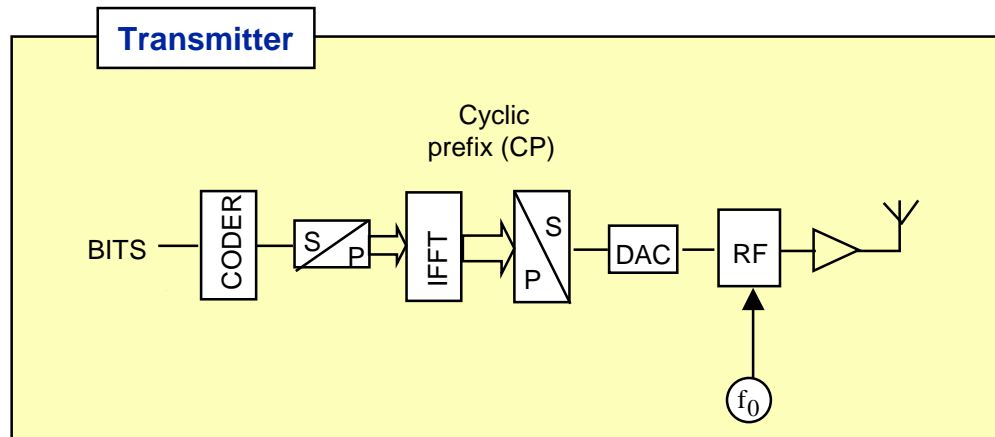 Transmitter
Cyclic
prefix (CP)
BITS
CODER
S
P
IFFT
S
P
DAC
RF
f₀